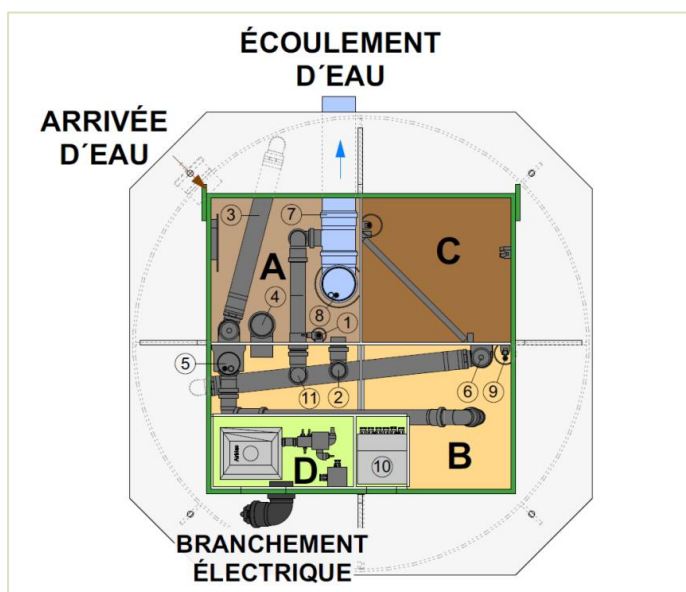 ÉCOULEMENT
D´EAU
ARRIVÉE
D´EAU
3
7
A
C
4
8
1
5
11
2
6
9
B
D
10
BRANCHEMENT
ÉLECTRIQUE